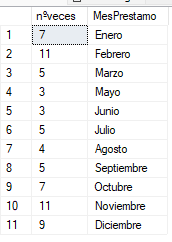 nºveces MesPrestamo
1 7 Enero
2 11 Febrero
3 5 Marzo
4 3 Mayo
5 3 Junio
6 5 Julio
7 4 Agosto
8 5 Septiembre
9 7 Octubre
10 11 Noviembre
11 9 Diciembre